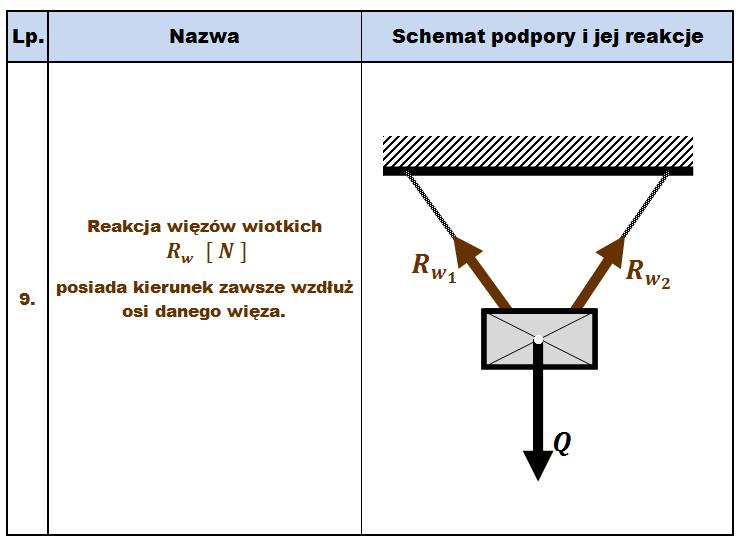 Lp.
Nazwa
Schemat podpory i jej reakcje
9.
Reakcja więzów wiotkich
R_w [ N ]
posiada kierunek zawsze wzdłuż
osi danego więza.
R_w1
R_w2
Q